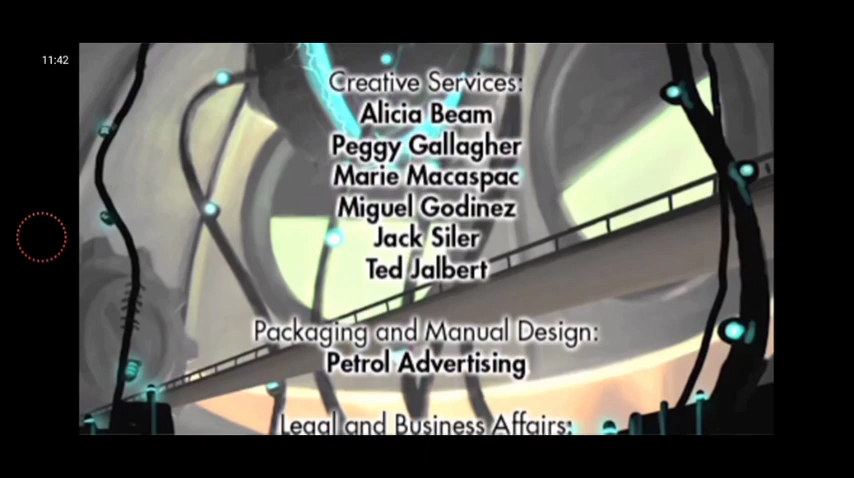 11:42
Creative Services:
Alicia Beam
Peggy Gallagher
Marie Macaspac
Miguel Godinez
Jack Siler
Ted Jalbert
Packaging and Manual Design:
Petrol Advertising
Legal and Business Affairs: